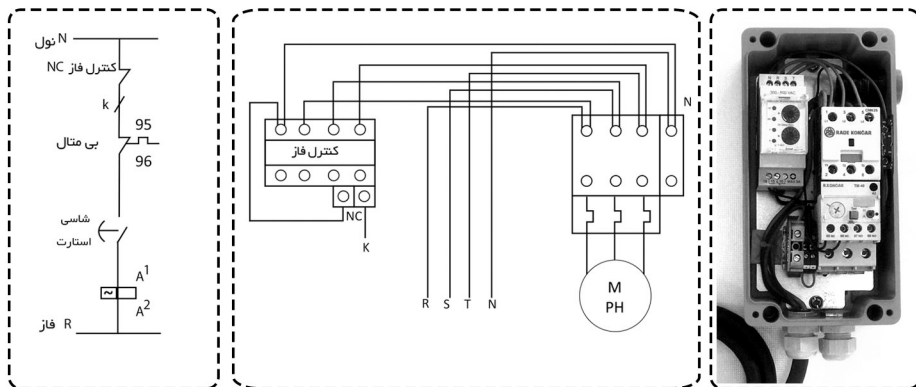 نول N
کنترل فاز NC
k
95
بی متال
96
شاسی
استارت
A1
~
A2
فاز R
N
کنترل فاز
NC
K
R S T N
M
PH
RADE KONČAR